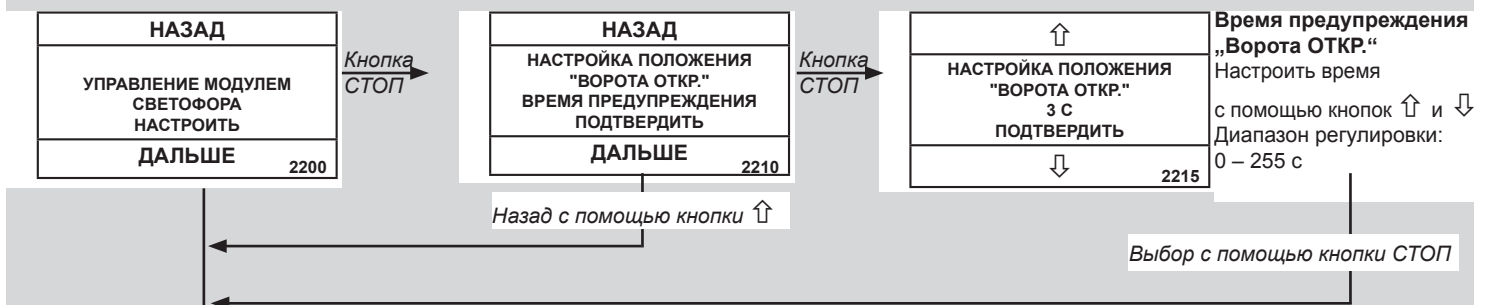 НАЗАД
УПРАВЛЕНИЕ МОДУЛЕМ
СВЕТОФОРА
НАСТРОИТЬ
ДАЛЬШЕ
2200
Кнопка
СТОП
НАЗАД
НАСТРОЙКА ПОЛОЖЕНИЯ
"ВОРОТА ОТКР."
ВРЕМЯ ПРЕДУПРЕЖДЕНИЯ
ПОДТВЕРДИТЬ
ДАЛЬШЕ
2210
Назад с помощью кнопки ⇧
Кнопка
СТОП
⇧
НАСТРОЙКА ПОЛОЖЕНИЯ
"ВОРОТА ОТКР."
3 С
ПОДТВЕРДИТЬ
⇩
2215
Время предупреждения
„Ворота ОТКР.“
Настроить время
с помощью кнопок ⇧ и ⇩
Диапазон регулировки:
0 – 255 с
Выбор с помощью кнопки СТОП